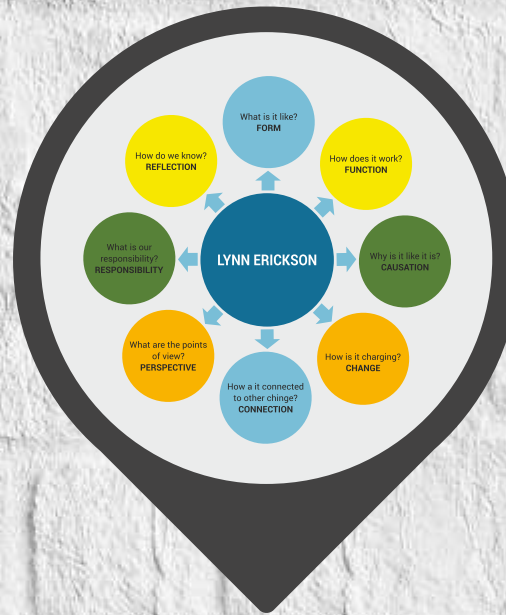 What is it like?
FORM
How do we know?
REFLECTION
How does it work?
FUNCTION
What is our
responsibility?
RESPONSIBILITY
LYNN ERICKSON
Why is it like it is?
CAUSATION
What are the points
of view?
PERSPECTIVE
How is it charging?
CHANGE
How a it connected
to other chinge?
CONNECTION